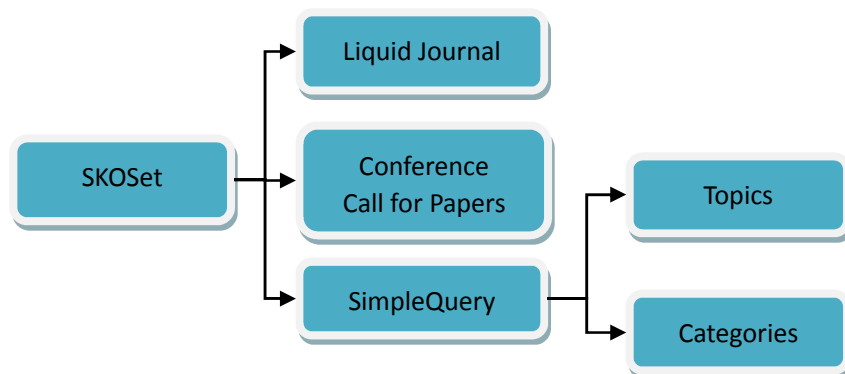 Liquid Journal
SKOSet
Conference
Call for Papers
Topics
SimpleQuery
Categories